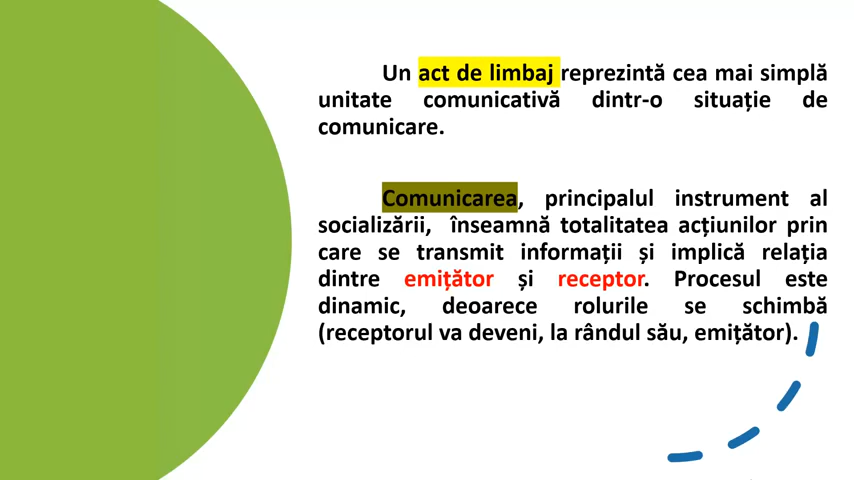 Un act de limbaj reprezintă cea mai simplă
unitate comunicativă dintr-o situație de
comunicare.
Comunicarea, principalul instrument al
socializării, înseamnă totalitatea acțiunilor prin
care se transmit informații și implică relația
dintre emițător și receptor. Procesul este
dinamic, deoarece rolurile se schimbă
(receptorul va deveni, la rândul său, emițător).